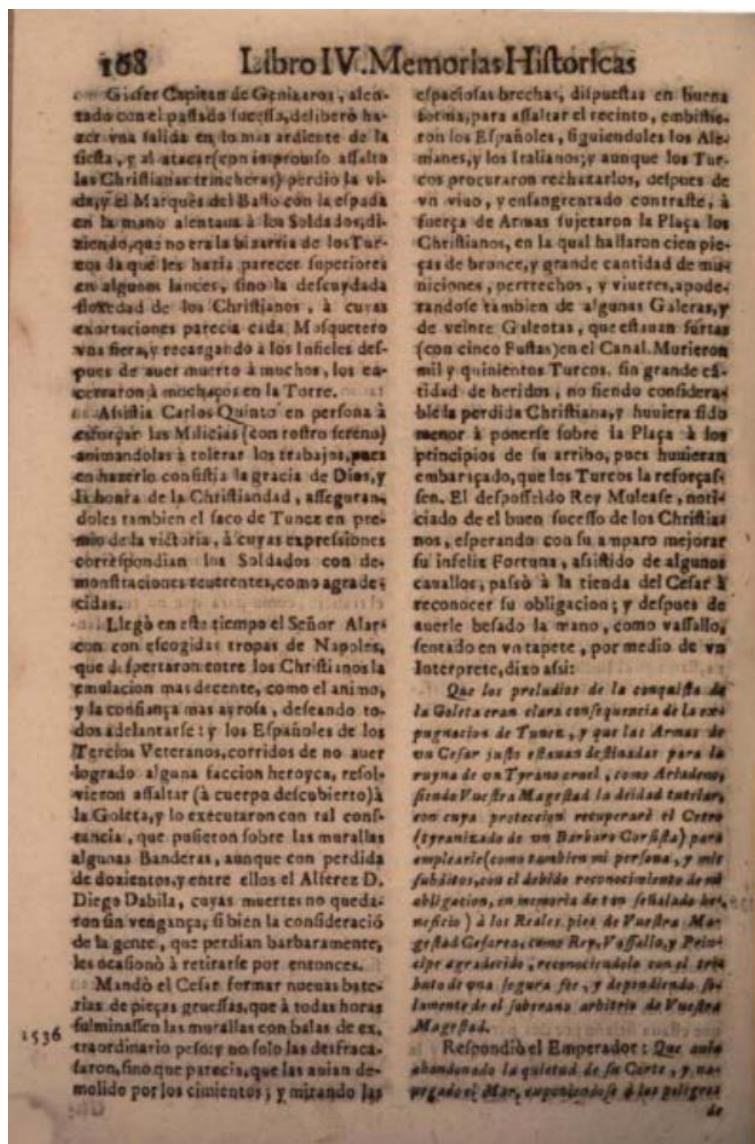 168 Libro IV. Memorias Historicas
Giafer Capitan de Genizaros, alen-
tado con el passado sucesso, deliberò ha-
zer vna salida en lo mas ardiente de la
siesta, y al atacar (con improuiso assalto
las Christianas trincheras) perdio la vi-
da, y el Marquès del Basto con la espada
en la mano alentaua à los Soldados, di-
ziendo, que no era la bizarria de los Tur-
cos la que les hazia parecer superiores
en algunos lances, sino la descuydada
floxedad de los Christianos, à cuyas
exortaciones parecia cada Mosquetero
vna fiera, y recargando à los Infieles des-
pues de auer muerto à muchos, los en-
cerraron à mochaços en la Torre.
Assistia Carlos Quinto en persona à
esforçar las Milicias (con rostro sereno)
animandolas à tolerar los trabajos, pues
en hazerlo consistia la gracia de Dios, y
la honra de la Christiandad, asseguran-
doles tambien el saco de Tunez en pre-
mio de la victoria, à cuyas expressiones
correspondian los Soldados con de-
monstraciones reuerentes, como agrade-
cidas.
Llegò en este tiempo el Señor Alar-
con con escogidas tropas de Napoles,
que despertaron entre los Christianos la
emulacion mas decente, como el animo,
y la confiança mas ayrosa, deseando to-
dos adelantarse: y los Españoles de los
Tercios Veteranos, corridos de no auer
logrado alguna faccion heroyca, resol-
vieron assaltar (à cuerpo descubierto) à
la Goleta, y lo executaron con tal cons-
tancia, que pusieron sobre las murallas
algunas Banderas, aunque con perdida
de dozientos, y entre ellos el Alferez D.
Diego Dabila, cuyas muertes no queda-
ron sin vengança, si bien la consideració
de la gente, que perdian barbaramente,
les ocasionò à retirarse por entonces.
Mandò el Cesar formar nueuas bate-
rias de pieças gruessas, que à todas horas
1536 fulminassen las murallas con balas de ex-
traordinario peso: y no solo las desfraca-
saron, sino que parecia, que las auian de-
molido por los cimientos; y mirando las
espaciosas brechas, dispuestas en buena
forma, para assaltar el recinto, embistie-
ron los Españoles, siguiendoles los Ale-
manes, y los Italianos; y aunque los Tur-
cos procuraron rechazarlos, despues de
vn viuo, y ensangrentado contraste, à
fuerça de Armas sujetaron la Plaça los
Christianos, en la qual hallaron cien pie-
ças de bronce, y grande cantidad de mu-
niciones, pertrechos, y viueres, apode-
randose tambien de algunas Galeras, y
de veinte Galeotas, que estauan surtas
(con cinco Fustas) en el Canal. Murieron
mil y quinientos Turcos, sin grande cá-
tidad de heridos, no siendo considera-
ble la perdida Christiana, y huuiera sido
menor à ponerse sobre la Plaça à los
principios de su arribo, pues huuieran
embaraçado, que los Turcos la reforças-
sen. El despossëido Rey Mulease, noti-
ciado de el buen sucesso de los Christia-
nos, esperando con su amparo mejorar
su infeliz Fortuna, assistido de algunos
cauallos, passò à la tienda del Cesar à
reconocer su obligacion; y despues de
auerle besado la mano, como vassallo,
sentado en vn tapete, por medio de vn
Interprete, dixo assi:
Que los preludios de la conquista de
la Goleta eran clara consequencia de la ex-
pugnacion de Tunez, y que las Armas de
vn Cesar justo estauan destinadas para la
ruyna de vn Tyrano cruel, como Ariadeno,
siendo Vuestra Magestad la deidad tutelar,
con cuya proteccion recuperarè el Cetro
(tyranizado de vn Barbaro Corsista) para
emplearle (como tambien mi persona, y mis
subditos, con el debido reconocimiento de mi
obligacion, en memoria de tan señalado be-
neficio) à los Reales pies de Vuestra Ma-
gestad Cesarea, como Rey, Vassallo, y Prin-
cipe agradecido, reconociendolo con el tri-
buto de una segura fee, y dependiendo so-
lamente de el soberano arbitrio de Vuestra
Magestad.
Respondiò el Emperador: Que auia
abandonado la quietud de su Corte, y na-
vegado el Mar, exponiendose à los peligros
de